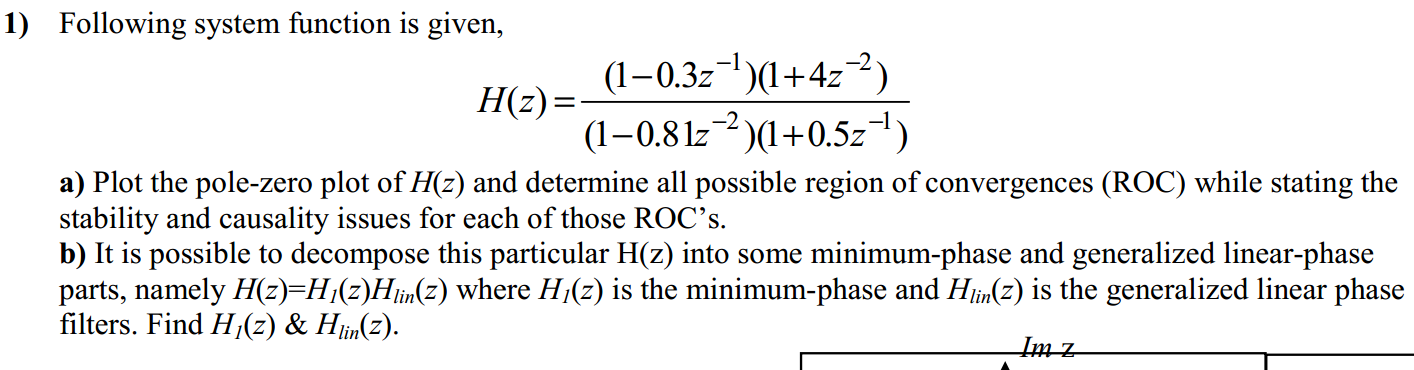 1) Following system function is given,
H(z) = (1−0.3z⁻¹)(1+4z⁻²) / (1−0.81z⁻²)(1+0.5z⁻¹)
a) Plot the pole-zero plot of H(z) and determine all possible region of convergences (ROC) while stating the
stability and causality issues for each of those ROC's.
b) It is possible to decompose this particular H(z) into some minimum-phase and generalized linear-phase
parts, namely H(z)=H₁(z)Hlin(z) where H₁(z) is the minimum-phase and Hlin(z) is the generalized linear phase
filters. Find H₁(z) & Hlin(z).
Im z